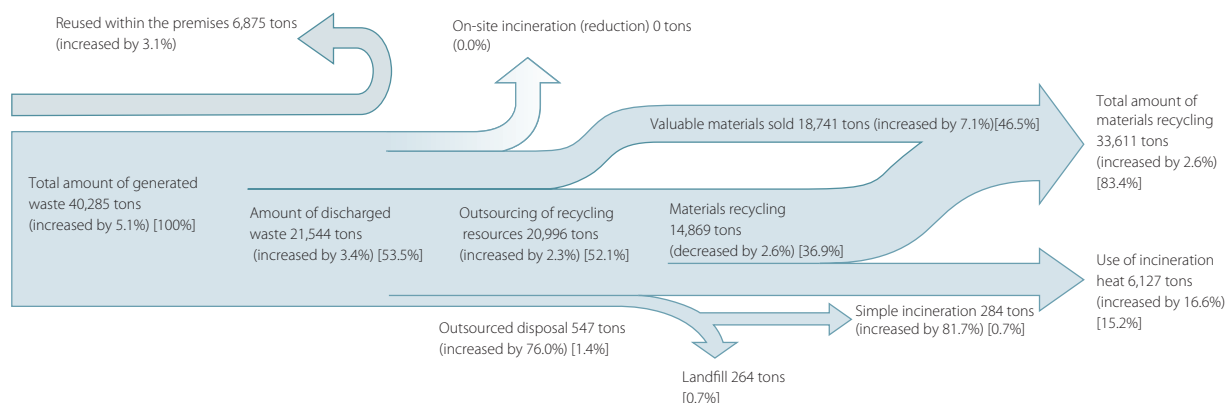 Reused within the premises 6,875 tons
(increased by 3.1%)
On-site incineration (reduction) 0 tons
(0.0%)
Valuable materials sold 18,741 tons (increased by 7.1%)[46.5%]
Total amount of
materials recycling
33,611 tons
(increased by 2.6%)
[83.4%]
Total amount of generated
waste 40,285 tons
(increased by 5.1%) [100%]
Amount of discharged
waste 21,544 tons
(increased by 3.4%) [53.5%]
Outsourcing of recycling
resources 20,996 tons
(increased by 2.3%) [52.1%]
Materials recycling
14,869 tons
(decreased by 2.6%) [36.9%]
Use of incineration
heat 6,127 tons
(increased by 16.6%)
[15.2%]
Outsourced disposal 547 tons
(increased by 76.0%) [1.4%]
Simple incineration 284 tons
(increased by 81.7%) [0.7%]
Landfill 264 tons
[0.7%]